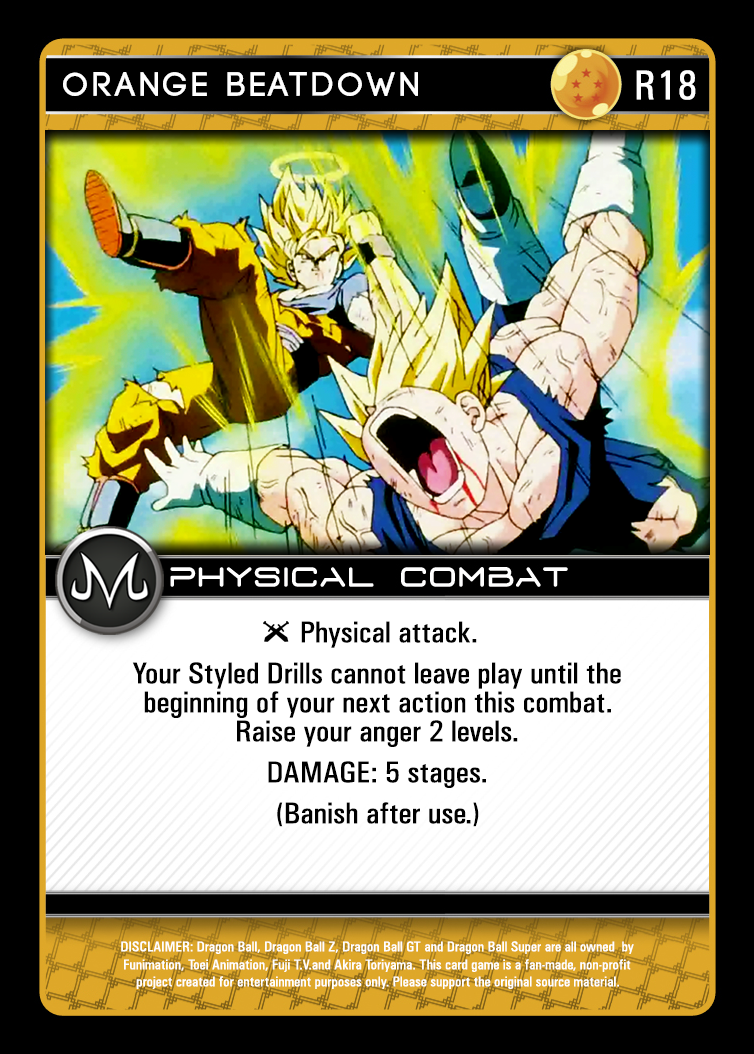 ORANGE BEATDOWN R18
M PHYSICAL COMBAT
Physical attack.
Your Styled Drills cannot leave play until the
beginning of your next action this combat.
Raise your anger 2 levels.
DAMAGE: 5 stages.
(Banish after use.)
DISCLAIMER: Dragon Ball, Dragon Ball Z, Dragon Ball GT and Dragon Ball Super are all owned by
Funimation, Toei Animation, Fuji T.V.and Akira Toriyama. This card game is a fan-made, non-profit
project created for entertainment purposes only. Please support the original source material.